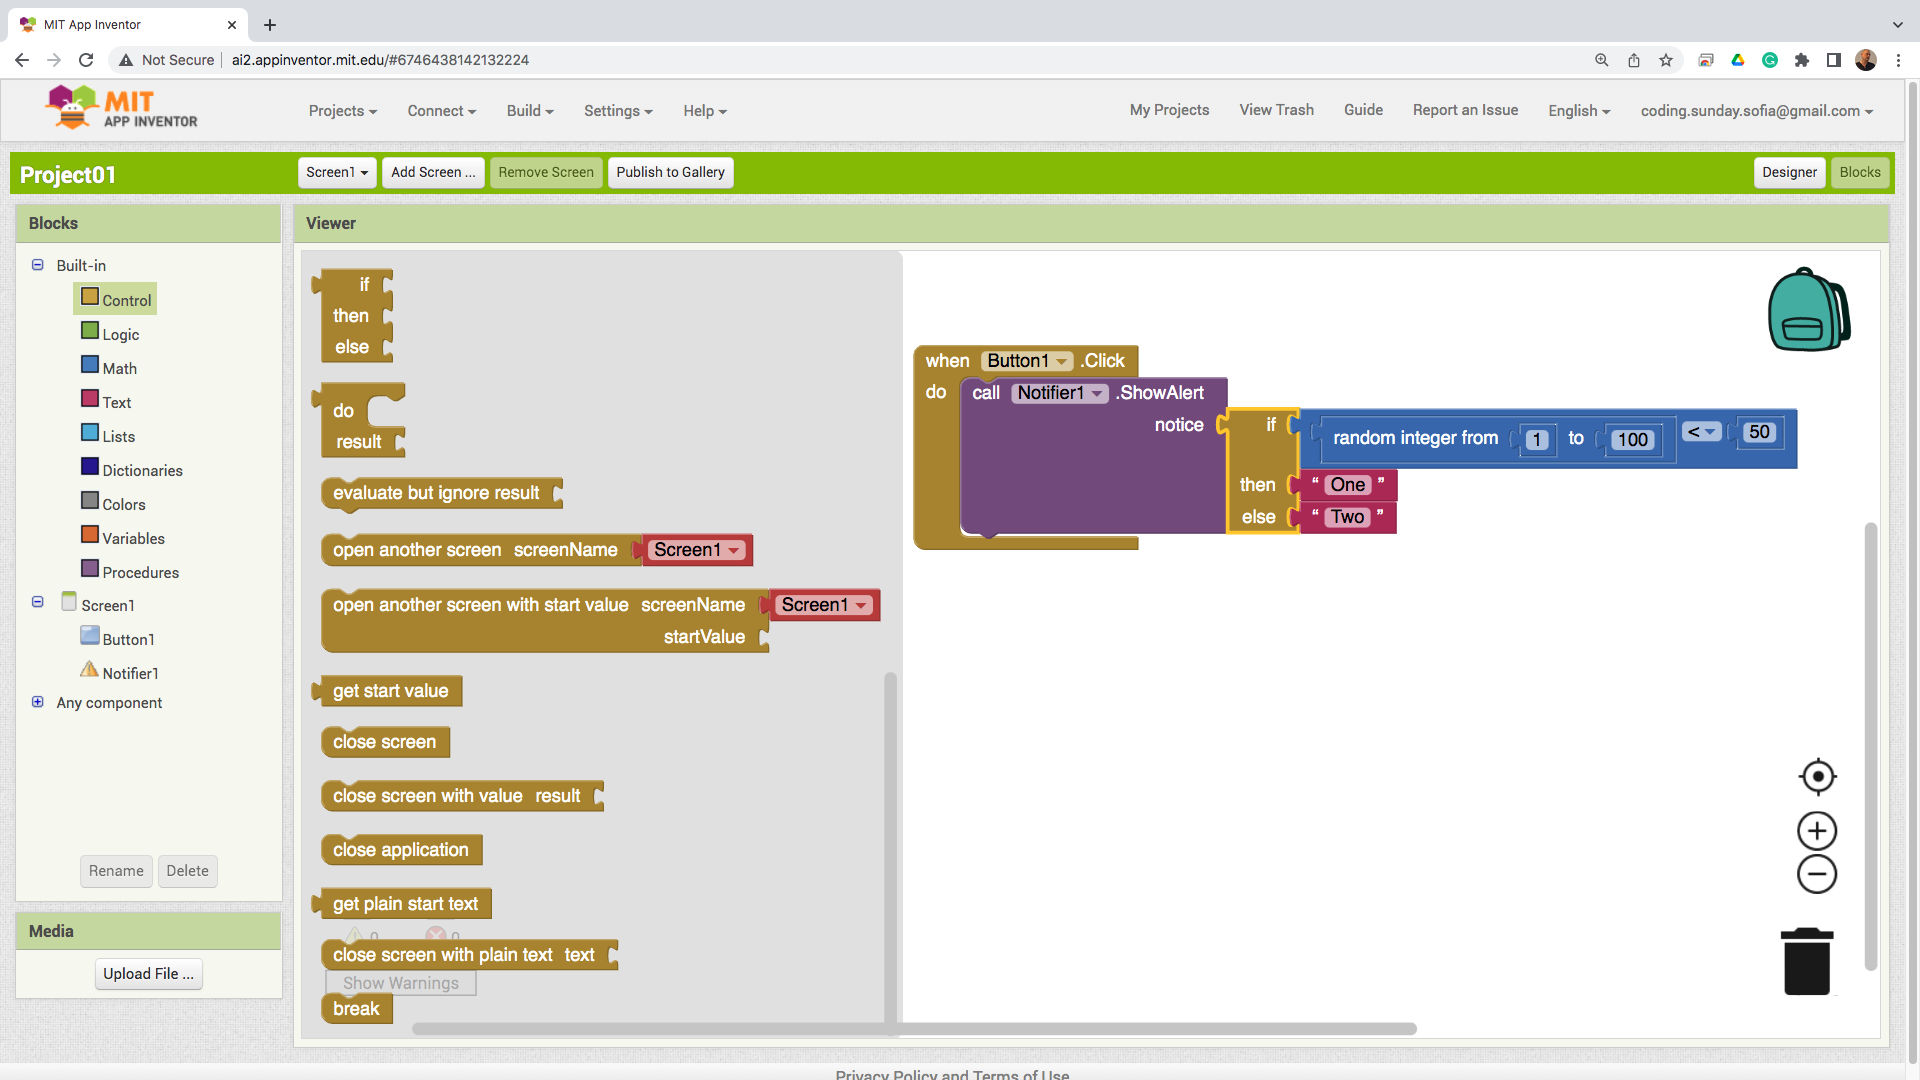 MIT App Inventor
Not Secure
ai2.appinventor.mit.edu/#6746438142132224
MIT
APP INVENTOR
Projects
Connect
Build
Settings
Help
My Projects
View Trash
Guide
Report an Issue
English
coding.sunday.sofia@gmail.com
Project01
Screen1
Add Screen ...
Remove Screen
Publish to Gallery
Designer
Blocks
Blocks
Built-in
Control
Logic
Math
Text
Lists
Dictionaries
Colors
Variables
Procedures
Screen1
Button1
Notifier1
Any component
Rename
Delete
Media
Upload File ...
Viewer
if
then
else
do
result
evaluate but ignore result
open another screen screenName Screen1
open another screen with start value screenName Screen1
startValue
get start value
close screen
close screen with value result
close application
get plain start text
0 0
close screen with plain text text
Show Warnings
break
when Button1 .Click
do call Notifier1 .ShowAlert
notice if random integer from 1 to 100 < 50
then “ One ”
else “ Two ”
Privacy Policy and Terms of Use